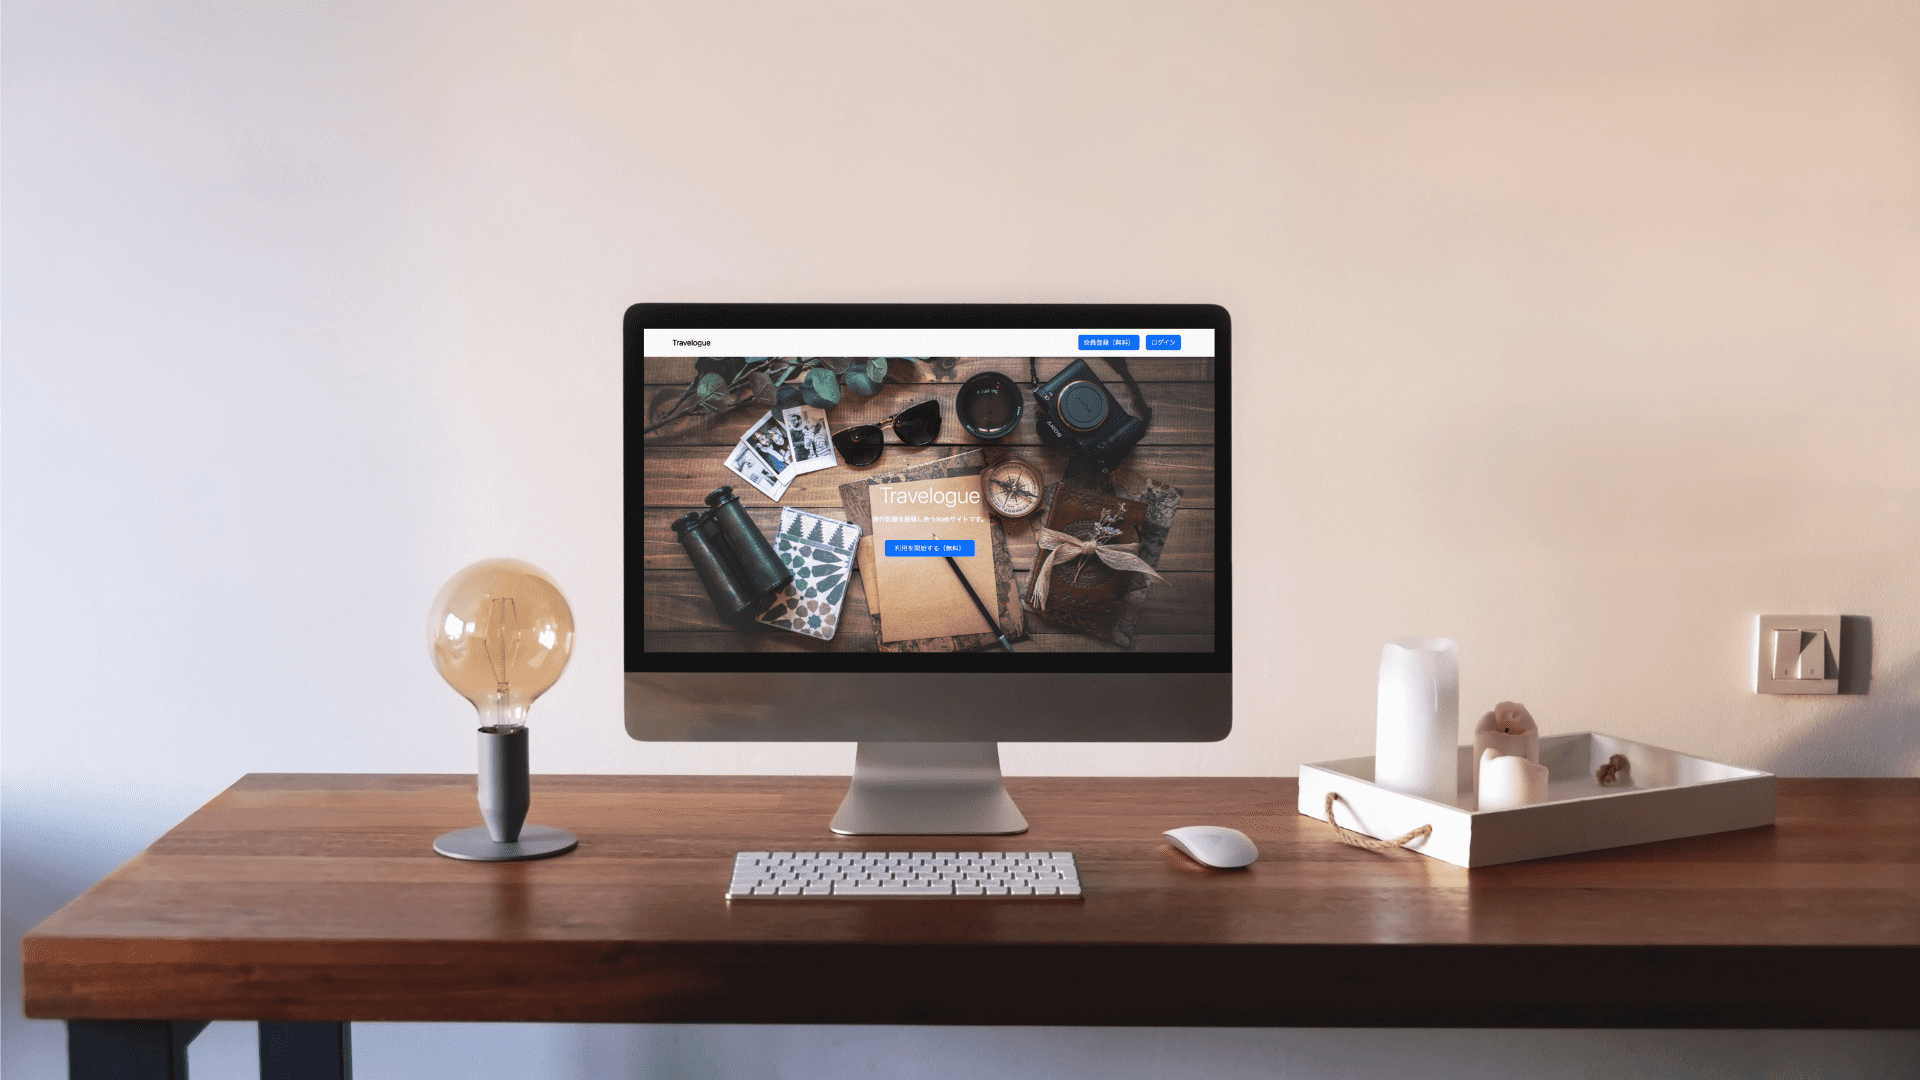 Travelogue
会員登録（無料）
ログイン
SONY
Travelogue
旅行記録を投稿し合うWebサイトです。
利用を開始する（無料）